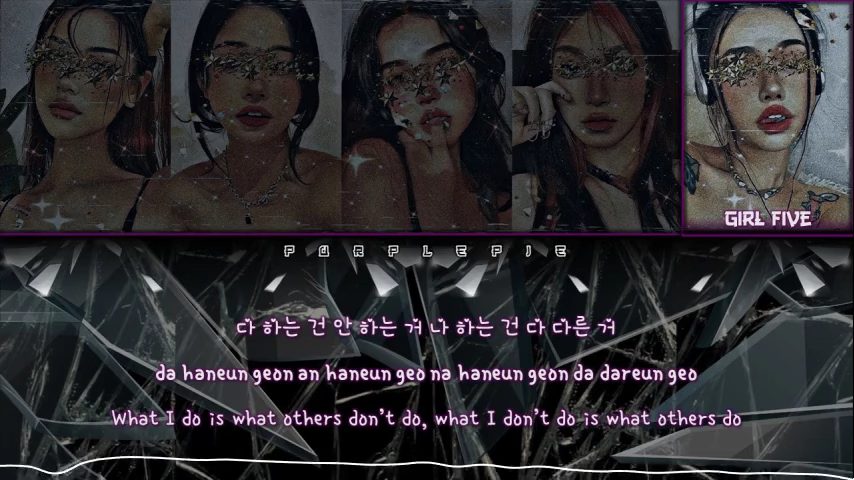 GIRL FIVE
PURPLEPIE
다 하는 건 안 하는 거 나 하는 건 다 다른 거
da haneun geon an haneun geo na haneun geon da dareun geo
What I do is what others don't do, what I don't do is what others do